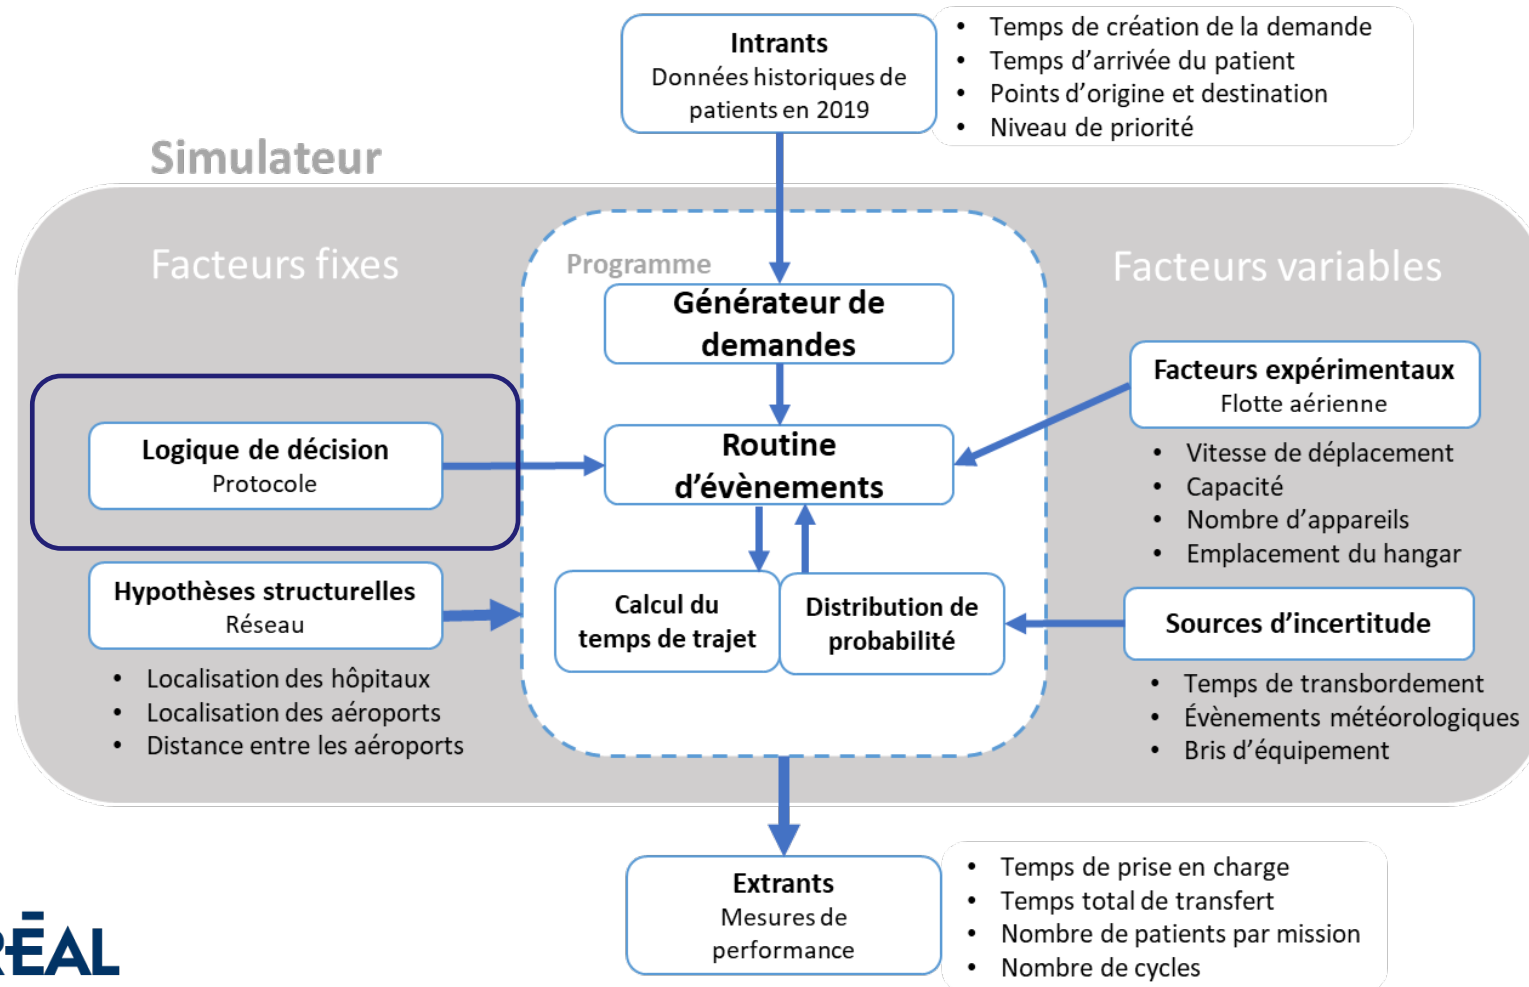 Intrants
Données historiques de
patients en 2019
• Temps de création de la demande
• Temps d'arrivée du patient
• Points d'origine et destination
• Niveau de priorité
Simulateur
Facteurs fixes
Programme
Facteurs variables
Générateur de
demandes
Logique de décision
Protocole
Routine
d'évènements
Facteurs expérimentaux
Flotte aérienne
• Vitesse de déplacement
• Capacité
• Nombre d'appareils
• Emplacement du hangar
Hypothèses structurelles
Réseau
• Localisation des hôpitaux
• Localisation des aéroports
• Distance entre les aéroports
Calcul du
temps de trajet
Distribution de
probabilité
Sources d'incertitude
• Temps de transbordement
• Évènements météorologiques
• Bris d'équipement
Extrants
Mesures de
performance
• Temps de prise en charge
• Temps total de transfert
• Nombre de patients par mission
• Nombre de cycles
RÉAL